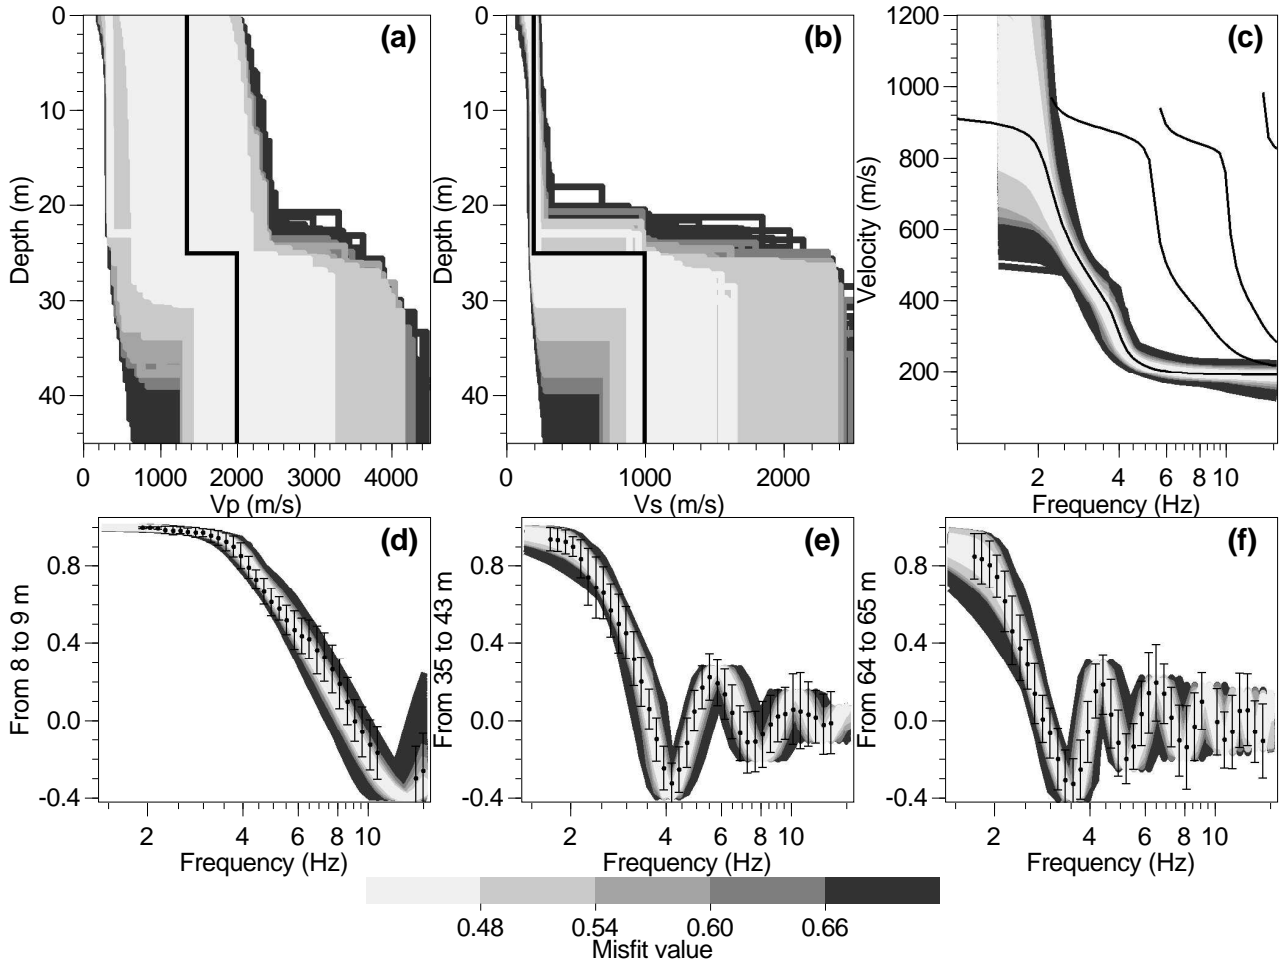 (a)
0
10
20
30
40
Depth (m)
0 1000 2000 3000 4000
Vp (m/s)
(b)
0
10
20
30
40
Depth (m)
0 1000 2000
Vs (m/s)
(c)
1200
1000
800
600
400
200
Velocity (m/s)
2 4 6 8 10
Frequency (Hz)
(d)
0.8
0.4
0.0
-0.4
From 8 to 9 m
2 4 6 8 10
Frequency (Hz)
(e)
0.8
0.4
0.0
-0.4
From 35 to 43 m
2 4 6 8 10
Frequency (Hz)
(f)
0.8
0.4
0.0
-0.4
From 64 to 65 m
2 4 6 8 10
Frequency (Hz)
0.48 0.54 0.60 0.66
Misfit value